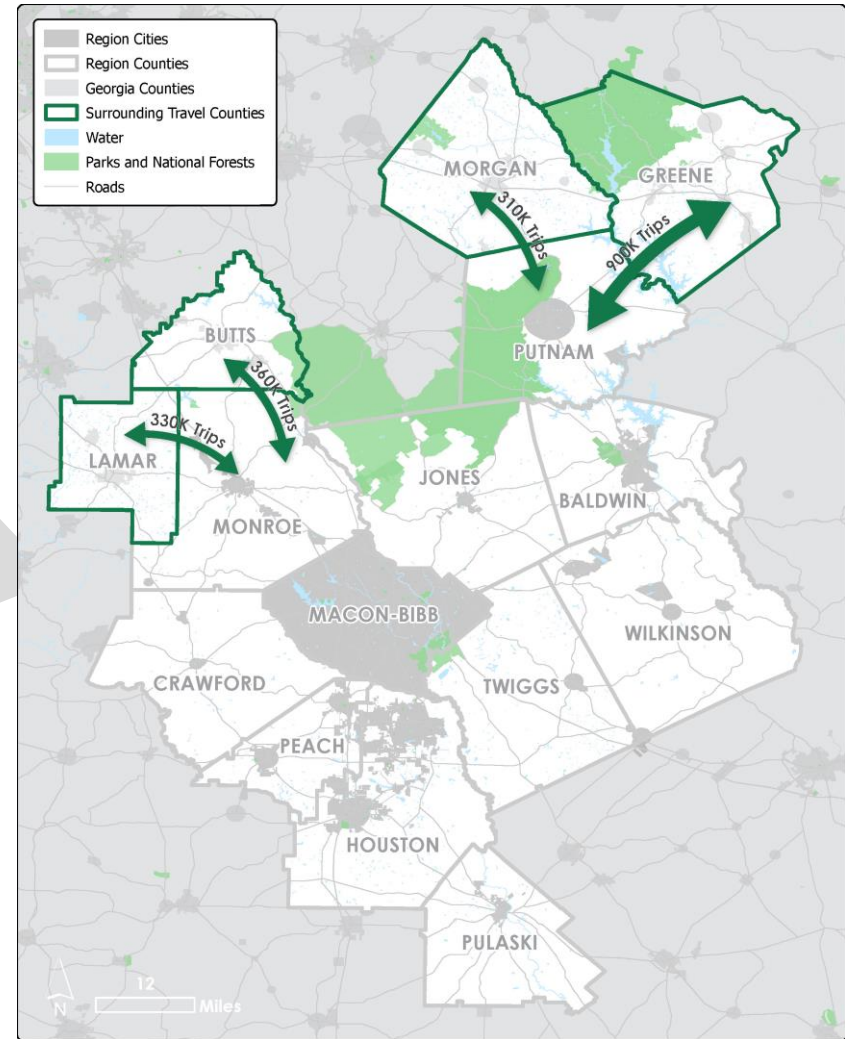 Region Cities
Region Counties
Georgia Counties
Surrounding Travel Counties
Water
Parks and National Forests
Roads
MORGAN
GREENE
310K Trips
900K Trips
PUTNAM
BUTTS
360K Trips
330K Trips
LAMAR
MONROE
JONES
BALDWIN
MACON-BIBB
WILKINSON
CRAWFORD
TWIGGS
PEACH
HOUSTON
PULASKI
12
N
Miles